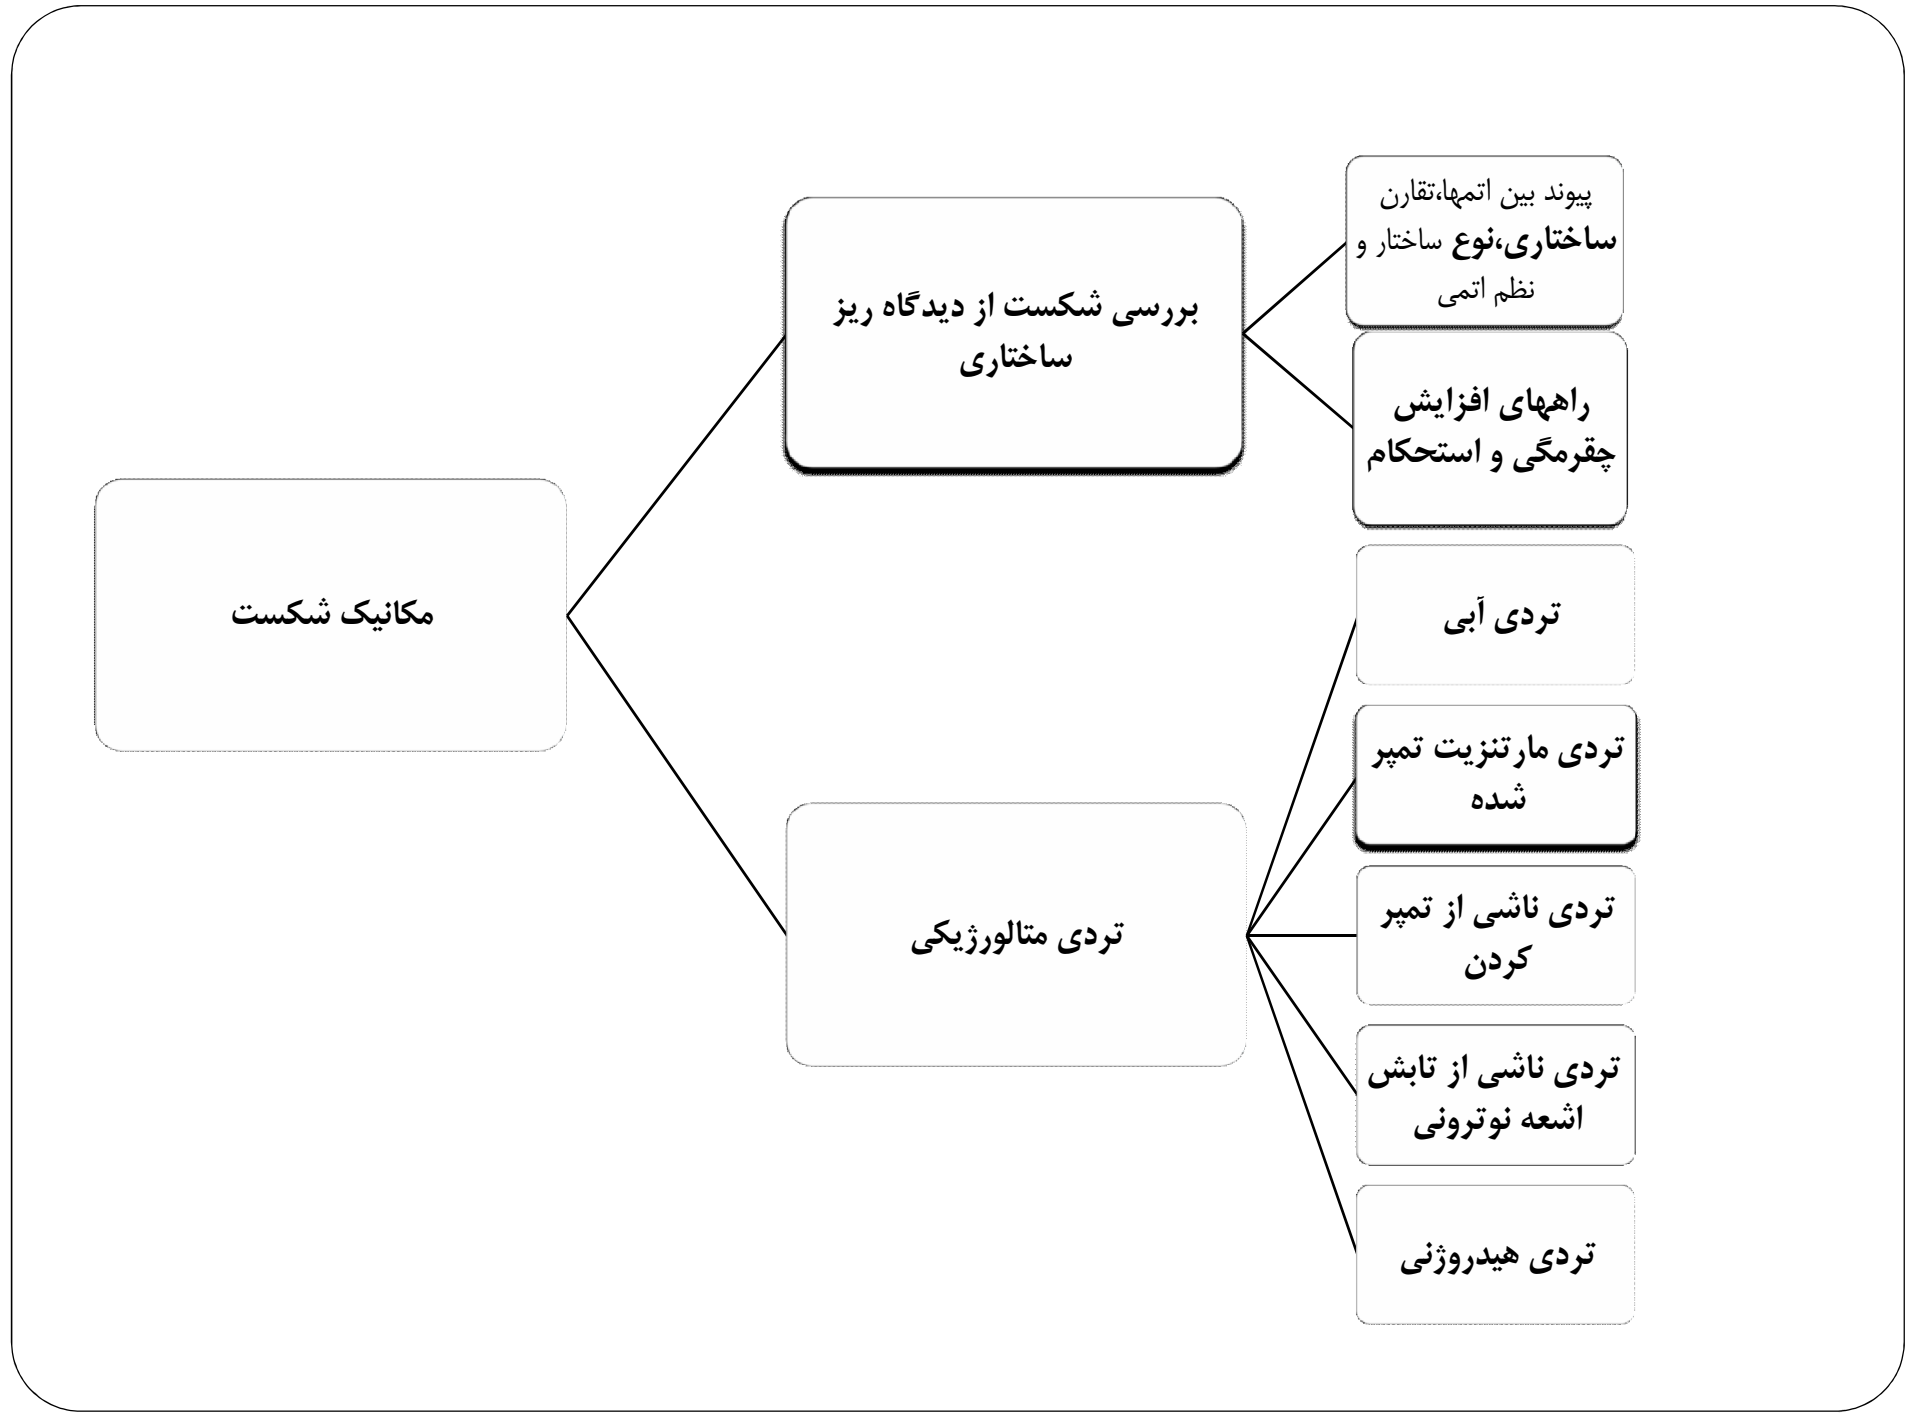 مکانیک شکست
بررسی شکست از دیدگاه ریز
ساختاری
پیوند بین اتمها،تقارن
ساختاری،نوع ساختار و
نظم اتمی
راههای افزایش
چقرمگی و استحکام
تردی متالورژیکی
تردی آبی
تردی مارتنزیت تمپر
شده
تردی ناشی از تمپر
کردن
تردی ناشی از تابش
اشعه نوترونی
تردی هیدروژنی